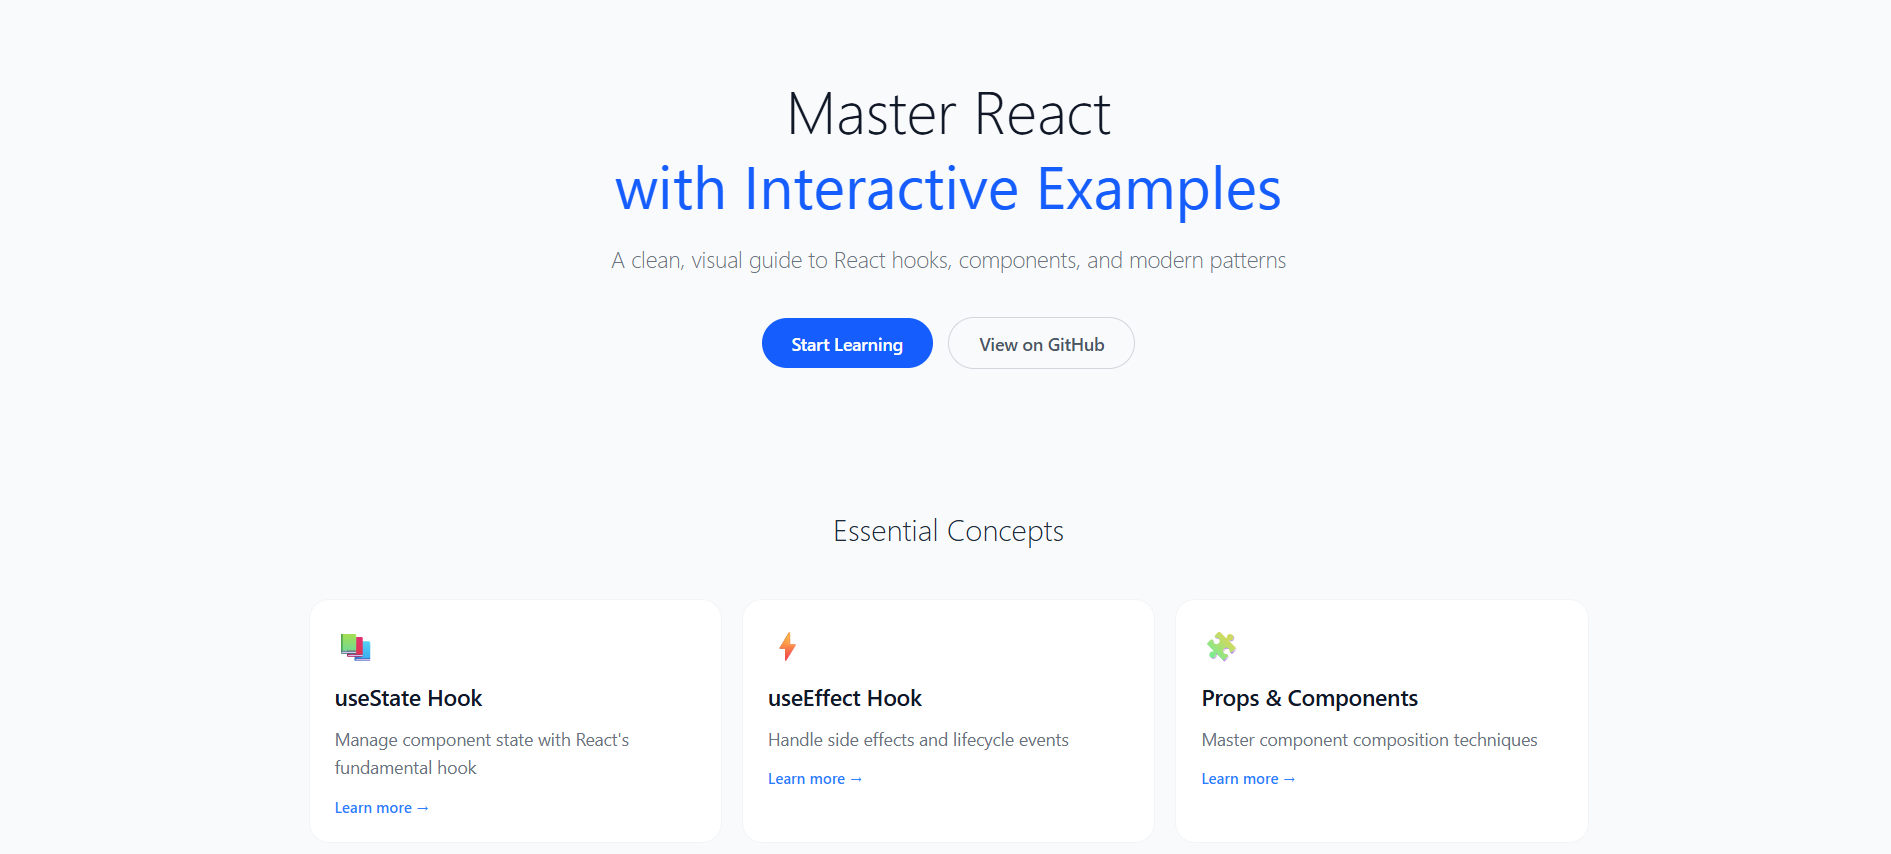 Master React
with Interactive Examples
A clean, visual guide to React hooks, components, and modern patterns
Start Learning
View on GitHub
Essential Concepts
useState Hook
Manage component state with React's
fundamental hook
Learn more →
useEffect Hook
Handle side effects and lifecycle events
Learn more →
Props & Components
Master component composition techniques
Learn more →